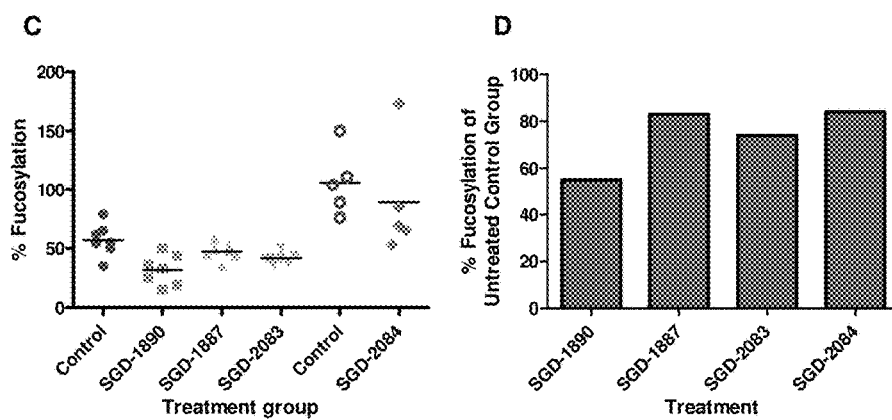 C
% Fucosylation
200
150
100
50
0
Control
SGD-1890
SGD-1887
SGD-2083
Control
SGD-2084
Treatment group
D
% Fucosylation of
Untreated Control Group
100
80
60
40
20
0
SGD-1890
SGD-1887
SGD-2083
SGD-2084
Treatment